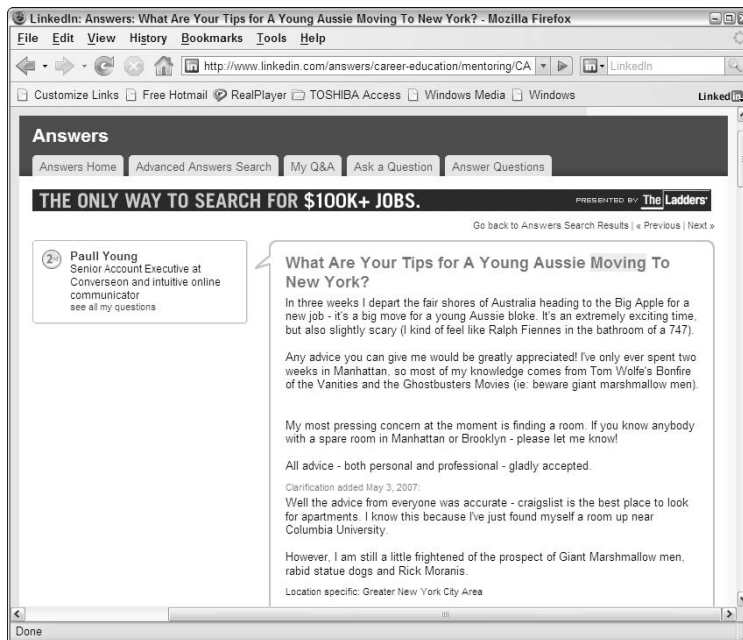 LinkedIn: Answers: What Are Your Tips for A Young Aussie Moving To New York? - Mozilla Firefox
File Edit View History Bookmarks Tools Help
in http://www.linkedin.com/answers/career-education/mentoring/CA in LinkedIn
Customize Links Free Hotmail RealPlayer TOSHIBA Access Windows Media Windows Linked in
Answers
Answers Home Advanced Answers Search My Q&A Ask a Question Answer Questions
THE ONLY WAY TO SEARCH FOR $100K+ JOBS. PRESENTED BY The Ladders
Go back to Answers Search Results | « Previous | Next »
2nd Paull Young
Senior Account Executive at
Converseon and intuitive online
communicator
see all my questions
What Are Your Tips for A Young Aussie Moving To
New York?
In three weeks I depart the fair shores of Australia heading to the Big Apple for a
new job - it's a big move for a young Aussie bloke. It's an extremely exciting time,
but also slightly scary (I kind of feel like Ralph Fiennes in the bathroom of a 747).
Any advice you can give me would be greatly appreciated! I've only ever spent two
weeks in Manhattan, so most of my knowledge comes from Tom Wolfe's Bonfire
of the Vanities and the Ghostbusters Movies (ie: beware giant marshmallow men).
My most pressing concern at the moment is finding a room. If you know anybody
with a spare room in Manhattan or Brooklyn - please let me know!
All advice - both personal and professional - gladly accepted.
Clarification added May 3, 2007:
Well the advice from everyone was accurate - craigslist is the best place to look
for apartments. I know this because I've just found myself a room up near
Columbia University.
However, I am still a little frightened of the prospect of Giant Marshmallow men,
rabid statue dogs and Rick Moranis.
Location specific: Greater New York City Area
Done